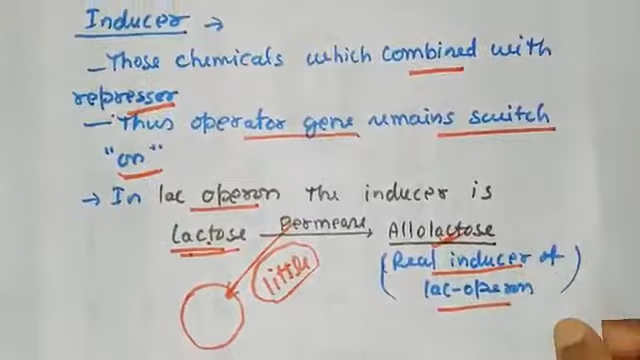 Inducer →
– Those chemicals which combined with
represser
– Thus operator gene remains switch
"on"
→ In lac operon the inducer is
Lactose Permease Allolactose
little
(Real inducer of
lac-operon)